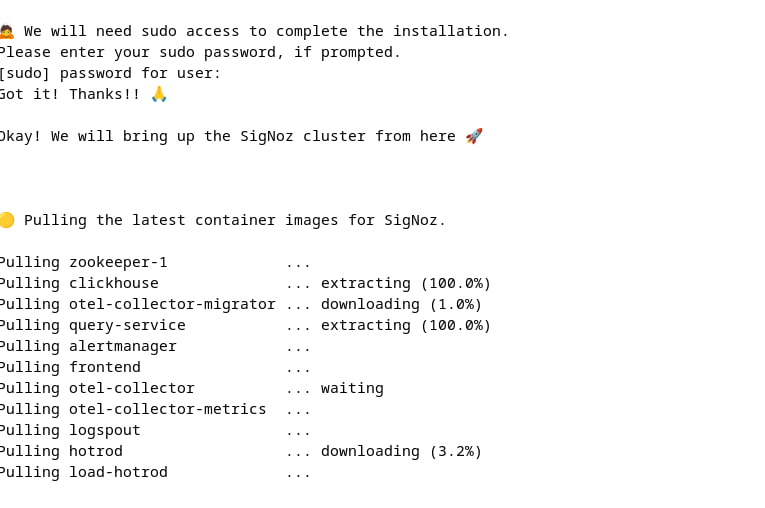 🙇 We will need sudo access to complete the installation.
Please enter your sudo password, if prompted.
[sudo] password for user:
Got it! Thanks!! 🙏
Okay! We will bring up the SigNoz cluster from here 🚀
🟡 Pulling the latest container images for SigNoz.
Pulling zookeeper-1             ...
Pulling clickhouse              ... extracting (100.0%)
Pulling otel-collector-migrator ... downloading (1.0%)
Pulling query-service           ... extracting (100.0%)
Pulling alertmanager            ...
Pulling frontend                ...
Pulling otel-collector          ... waiting
Pulling otel-collector-metrics  ...
Pulling logspout                ...
Pulling hotrod                  ... downloading (3.2%)
Pulling load-hotrod             ...